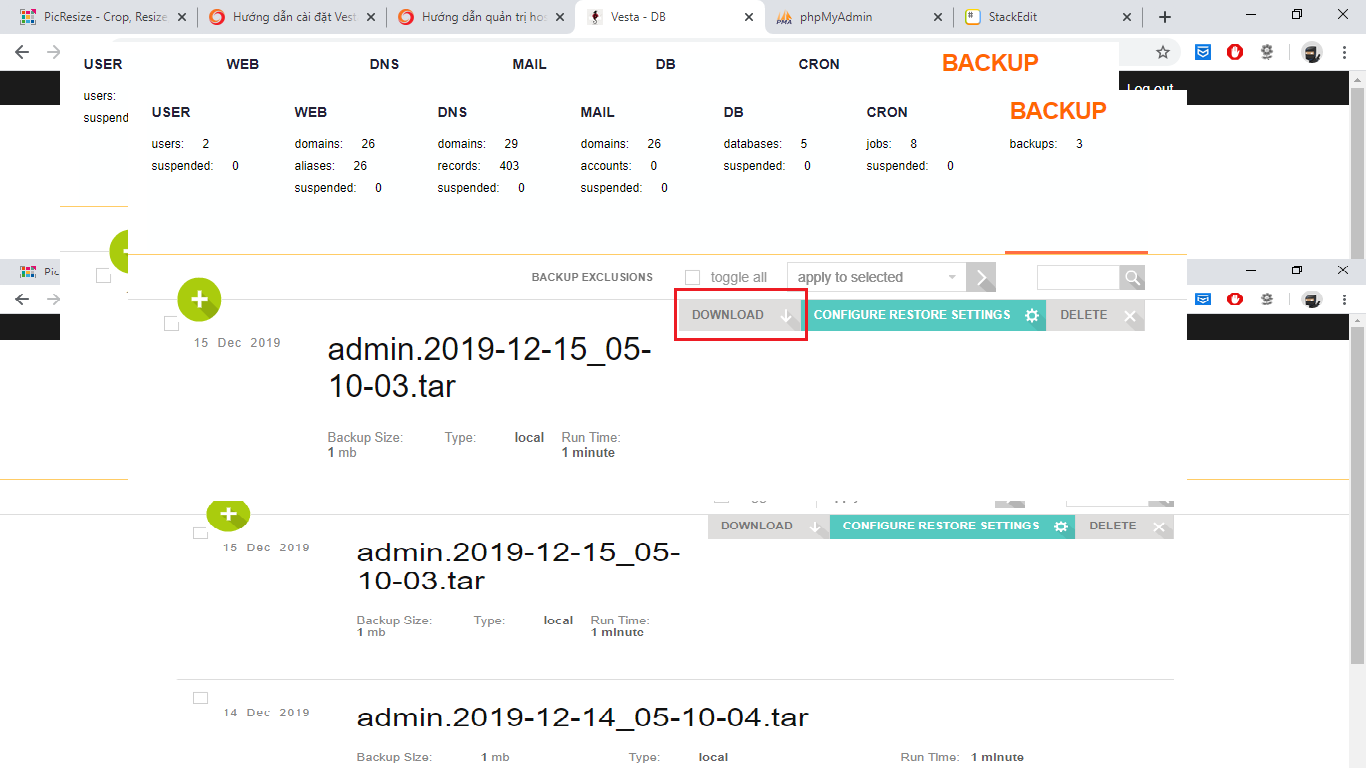 PicResize - Crop, Resize,
Hướng dẫn cài đặt Vest
Hướng dẫn quản trị hos
Vesta - DB
phpMyAdmin
StackEdit
USER WEB DNS MAIL DB CRON BACKUP
users:
suspend
Log out
USER WEB DNS MAIL DB CRON BACKUP
users: 2 domains: 26 domains: 29 domains: 26 databases: 5 jobs: 8 backups: 3
suspended: 0 aliases: 26 records: 403 accounts: 0 suspended: 0 suspended: 0
suspended: 0 suspended: 0 suspended: 0
Pic
BACKUP EXCLUSIONS toggle all apply to selected
DOWNLOAD CONFIGURE RESTORE SETTINGS DELETE
15 Dec 2019
admin.2019-12-15_05-
10-03.tar
Backup Size: Type: local Run Time:
1 mb 1 minute
DOWNLOAD CONFIGURE RESTORE SETTINGS DELETE
15 Dec 2019
admin.2019-12-15_05-
10-03.tar
Backup Size: Type: local Run Time:
1 mb 1 minute
14 Dec 2019
admin.2019-12-14_05-10-04.tar
Backup Size: 1 mb Type: local Run Time: 1 minute